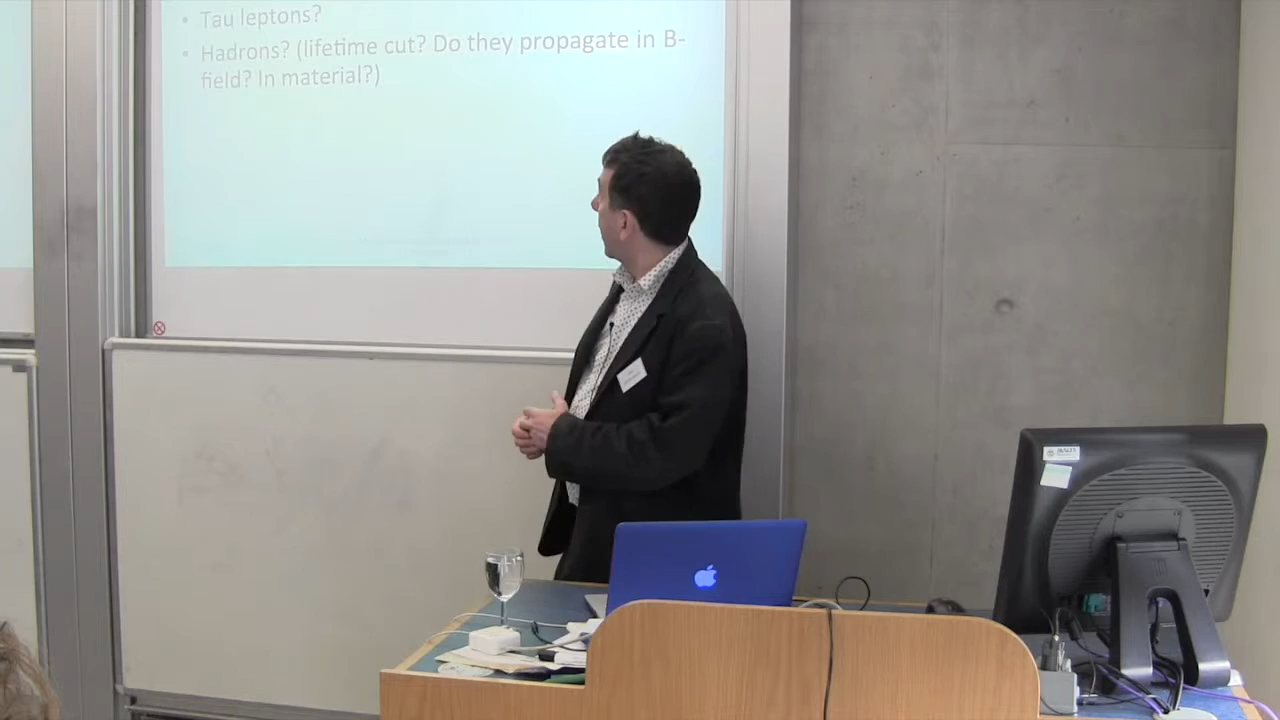 • Tau leptons?
• Hadrons? (lifetime cut? Do they propagate in B-
field? In material?)